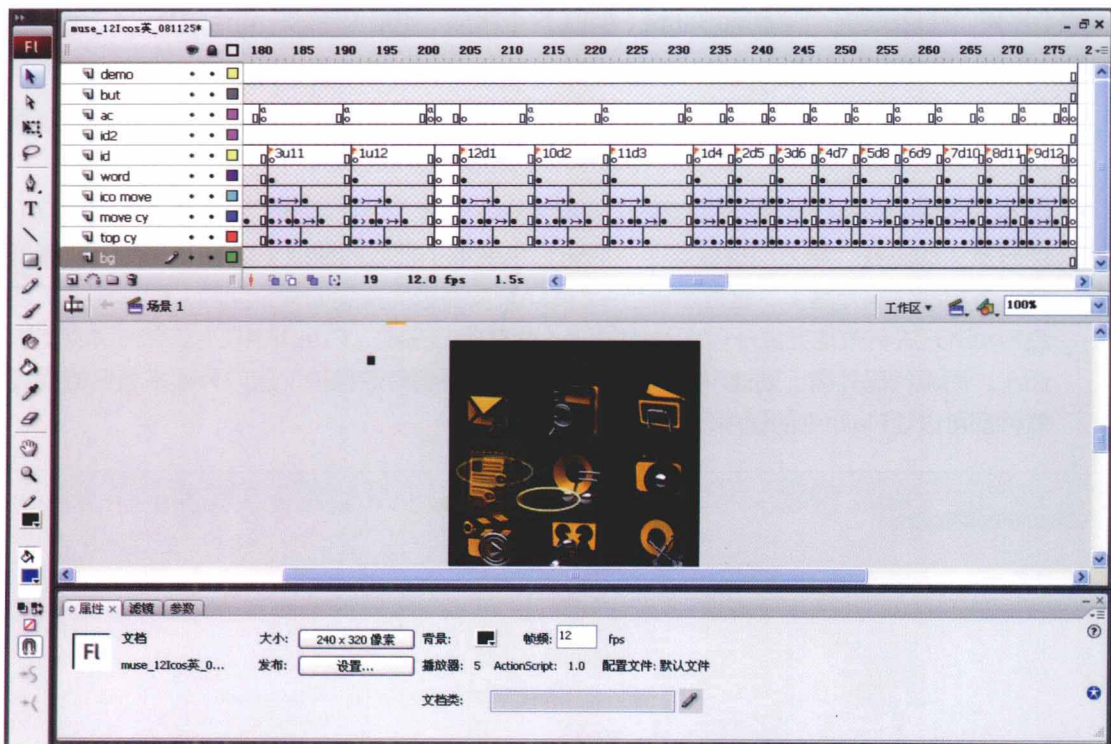 muse_12Icos英_081125*
Fl
180 185 190 195 200 205 210 215 220 225 230 235 240 245 250 255 260 265 270 275 2
demo
but
ac
a a a a a a a a a a a a a
id2
id
3u11 1u12 12d1 10d2 11d3 1d4 2d5 3d6 4d7 5d8 6d9 7d10 8d11 9d12
word
ico move
move cy
top cy
bg
19 12.0 fps 1.5s
场景 1
工作区 100%
T
属性 × 滤镜 参数
Fl 文档 大小: 240 x 320 像素 背景: 帧频: 12 fps
muse_12Icos英_0... 发布: 设置... 播放器: 5 ActionScript: 1.0 配置文件: 默认文件
文档类: